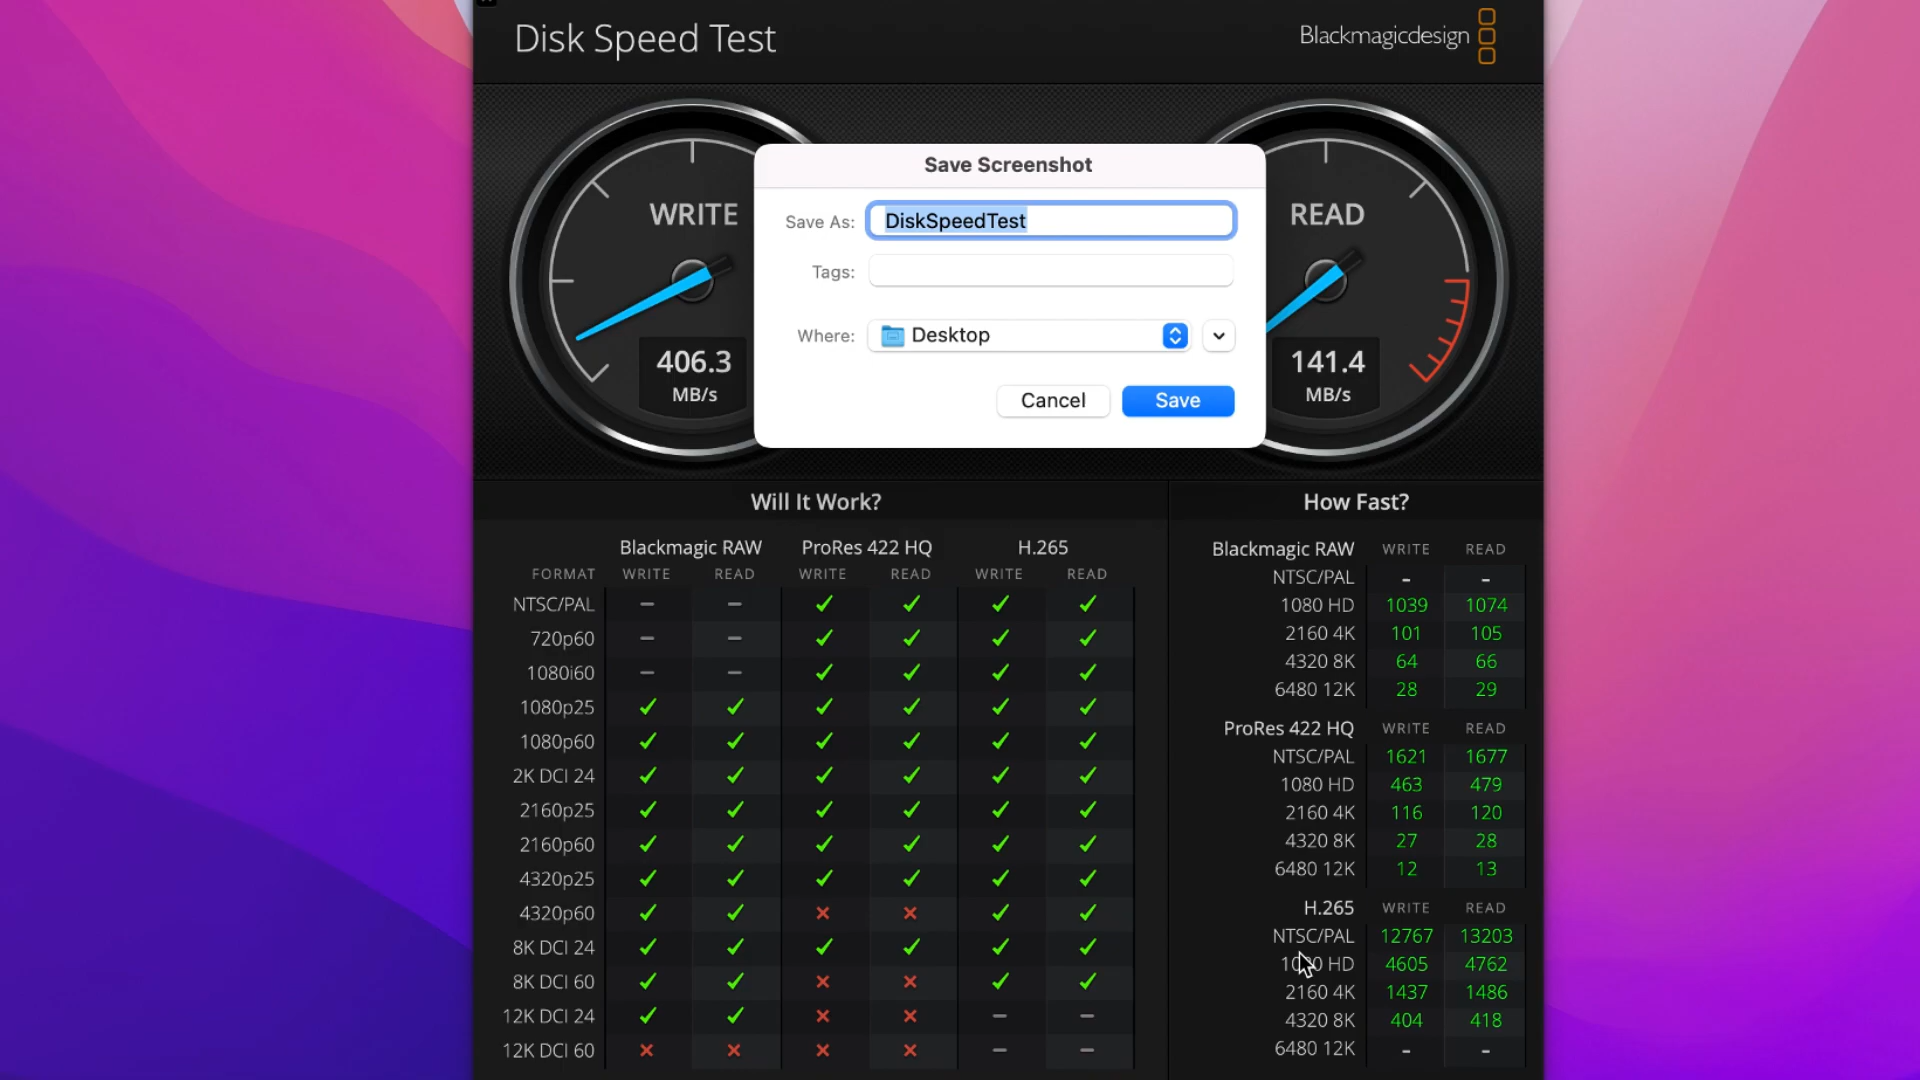 Disk Speed Test
Blackmagicdesign
WRITE
406.3
MB/s
Save Screenshot
Save As: DiskSpeedTest
Tags:
Where: Desktop
Cancel Save
READ
141.4
MB/s
Will It Work?
Blackmagic RAW ProRes 422 HQ H.265
FORMAT WRITE READ WRITE READ WRITE READ
NTSC/PAL – – ✓ ✓ ✓ ✓
720p60 – – ✓ ✓ ✓ ✓
1080i60 – – ✓ ✓ ✓ ✓
1080p25 ✓ ✓ ✓ ✓ ✓ ✓
1080p60 ✓ ✓ ✓ ✓ ✓ ✓
2K DCI 24 ✓ ✓ ✓ ✓ ✓ ✓
2160p25 ✓ ✓ ✓ ✓ ✓ ✓
2160p60 ✓ ✓ ✓ ✓ ✓ ✓
4320p25 ✓ ✓ ✓ ✓ ✓ ✓
4320p60 ✓ ✓ × × ✓ ✓
8K DCI 24 ✓ ✓ ✓ ✓ ✓ ✓
8K DCI 60 ✓ ✓ × × ✓ ✓
12K DCI 24 ✓ ✓ × × – –
12K DCI 60 × × × × – –
How Fast?
Blackmagic RAW WRITE READ
NTSC/PAL - -
1080 HD 1039 1074
2160 4K 101 105
4320 8K 64 66
6480 12K 28 29
ProRes 422 HQ WRITE READ
NTSC/PAL 1621 1677
1080 HD 463 479
2160 4K 116 120
4320 8K 27 28
6480 12K 12 13
H.265 WRITE READ
NTSC/PAL 12767 13203
1080 HD 4605 4762
2160 4K 1437 1486
4320 8K 404 418
6480 12K - -